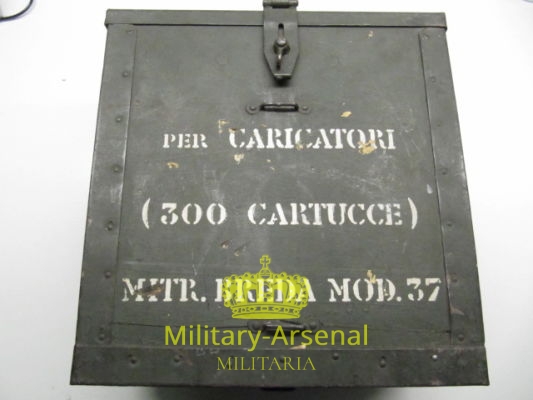 PER CARICATORI
(300 CARTUCCE)
MITR. BREDA MOD.37
Military-Arsenal
MILITARIA